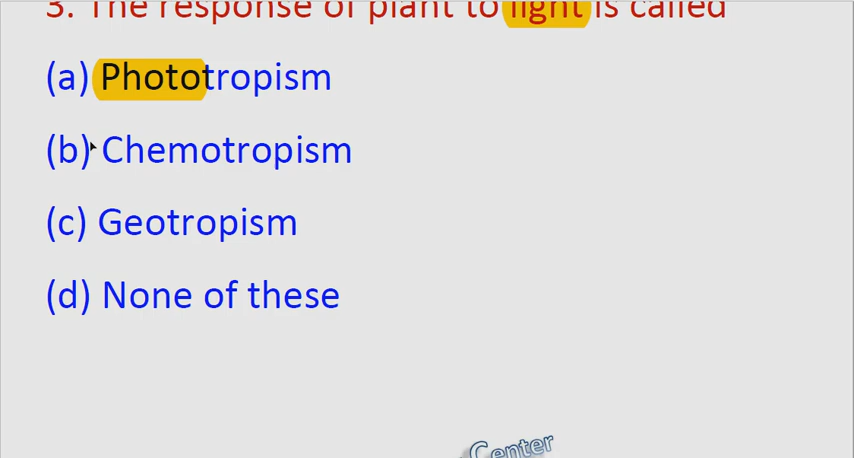 3. The response of plant to light is called
(a) Phototropism
(b) Chemotropism
(c) Geotropism
(d) None of these
Center